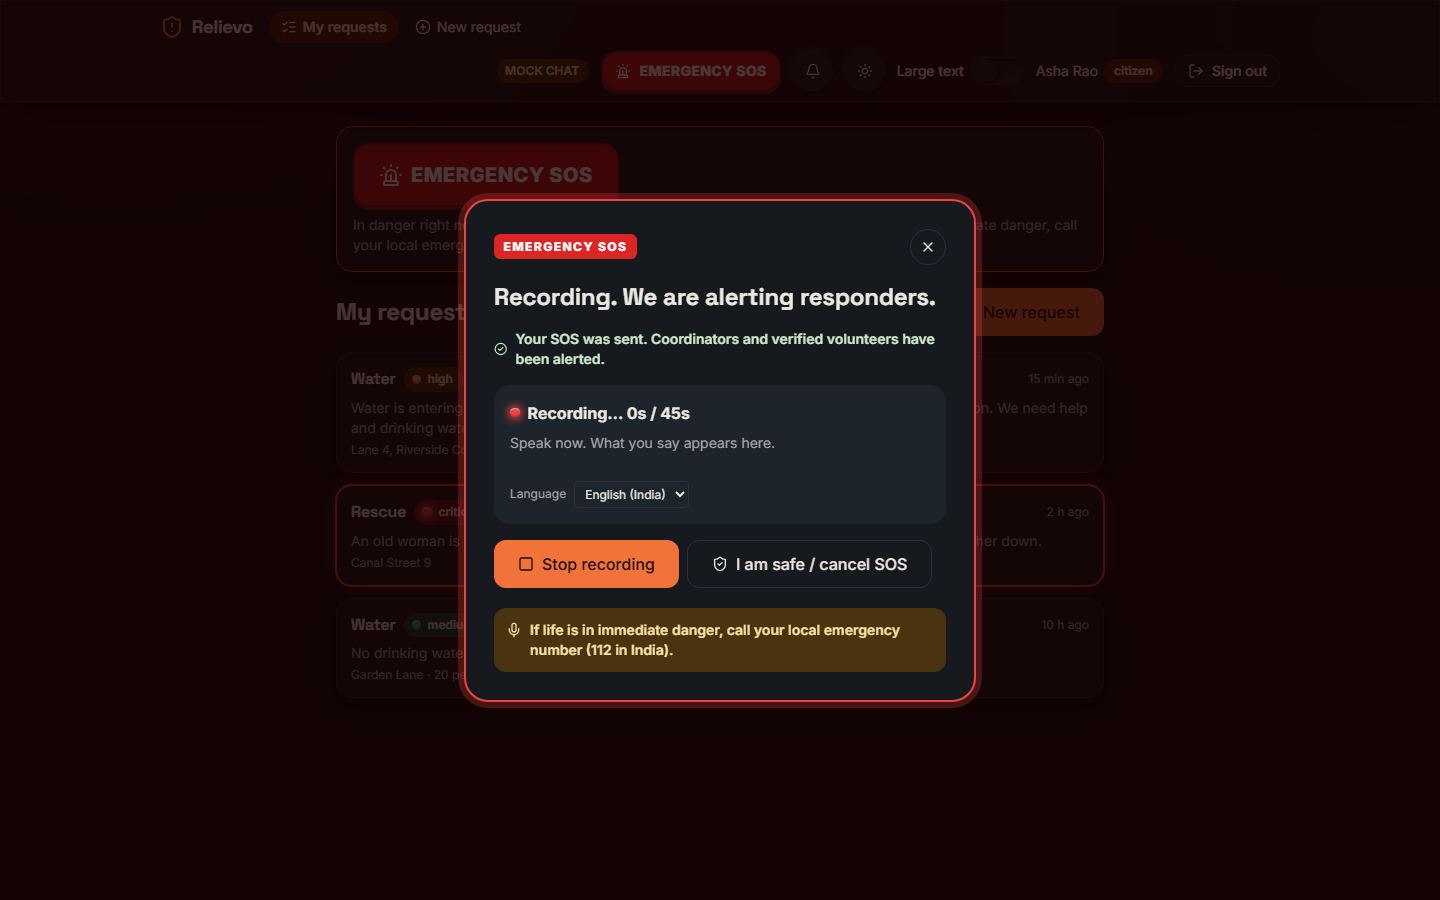 Relievo
My requests
New request
MOCK CHAT
EMERGENCY SOS
Large text
Asha Rao
citizen
Sign out
EMERGENCY SOS
In danger right
ate danger, call
your local emerg
My request
New request
EMERGENCY SOS
Recording. We are alerting responders.
Your SOS was sent. Coordinators and verified volunteers have
been alerted.
Recording... 0s / 45s
Speak now. What you say appears here.
Language
English (India)
Stop recording
I am safe / cancel SOS
If life is in immediate danger, call your local emergency
number (112 in India).
Water
high
15 min ago
Water is entering
on. We need help
and drinking wat
Lane 4, Riverside
Rescue
2 h ago
An old woman is
her down.
Canal Street 9
Water
10 h ago
No drinking wate
Garden Lane - 20